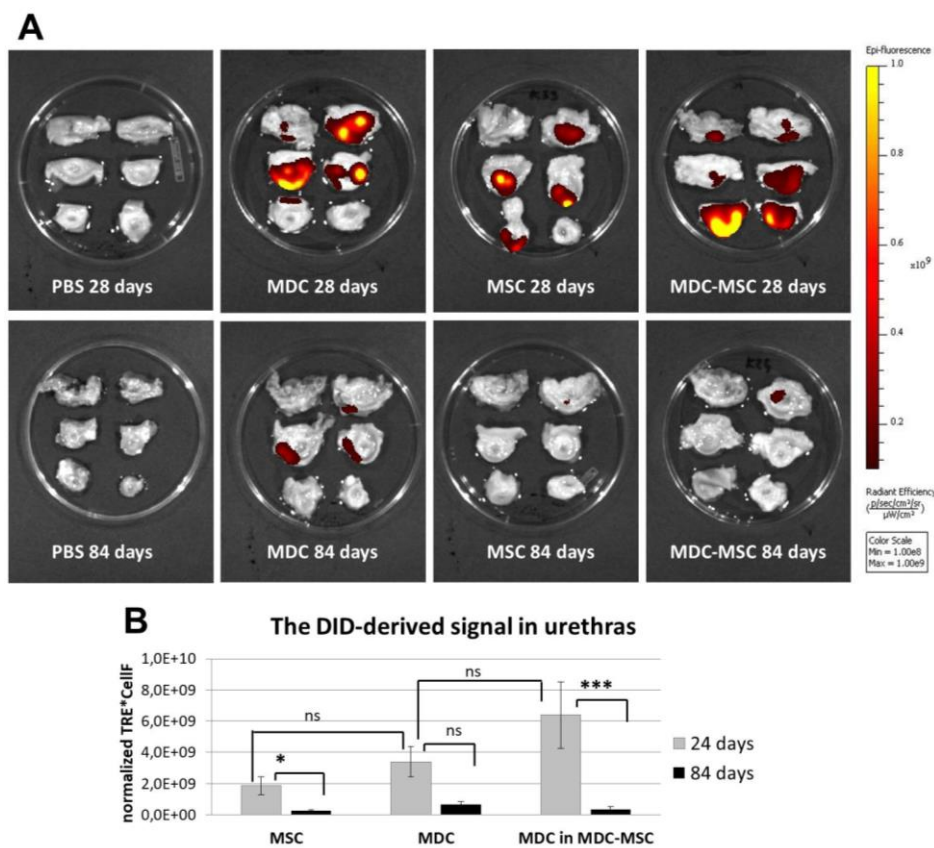 A
Epi-fluorescence
1.0
0.8
0.6
x10⁹
0.4
0.2
Radiant Efficiency
(p/sec/cm²/sr
µW/cm²)
Color Scale
Min = 1.00e8
Max = 1.00e9
PBS 28 days
MDC 28 days
MSC 28 days
MDC-MSC 28 days
PBS 84 days
MDC 84 days
MSC 84 days
MDC-MSC 84 days
B
The DID-derived signal in urethras
normalized TRE*CellF
1,0E+10
8,0E+09
6,0E+09
4,0E+09
2,0E+09
0,0E+00
ns
*
ns
ns
***
24 days
84 days
MSC
MDC
MDC in MDC-MSC